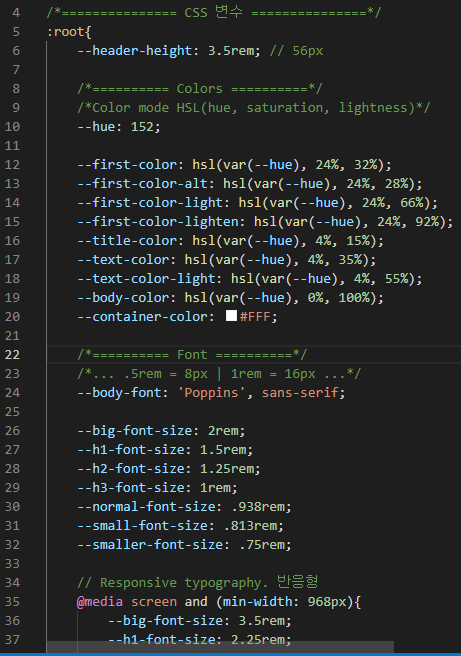 4 /*=============== CSS 변수 ===============*/
5 :root{
6 --header-height: 3.5rem; // 56px
7
8 /*========== Colors ==========*/
9 /*Color mode HSL(hue, saturation, lightness)*/
10 --hue: 152;
11
12 --first-color: hsl(var(--hue), 24%, 32%);
13 --first-color-alt: hsl(var(--hue), 24%, 28%);
14 --first-color-light: hsl(var(--hue), 24%, 66%);
15 --first-color-lighten: hsl(var(--hue), 24%, 92%);
16 --title-color: hsl(var(--hue), 4%, 15%);
17 --text-color: hsl(var(--hue), 4%, 35%);
18 --text-color-light: hsl(var(--hue), 4%, 55%);
19 --body-color: hsl(var(--hue), 0%, 100%);
20 --container-color: #FFF;
21
22 /*========== Font ==========*/
23 /*... .5rem = 8px | 1rem = 16px ...*/
24 --body-font: 'Poppins', sans-serif;
25
26 --big-font-size: 2rem;
27 --h1-font-size: 1.5rem;
28 --h2-font-size: 1.25rem;
29 --h3-font-size: 1rem;
30 --normal-font-size: .938rem;
31 --small-font-size: .813rem;
32 --smaller-font-size: .75rem;
33
34 // Responsive typography. 반응형
35 @media screen and (min-width: 968px){
36 --big-font-size: 3.5rem;
37 --h1-font-size: 2.25rem;